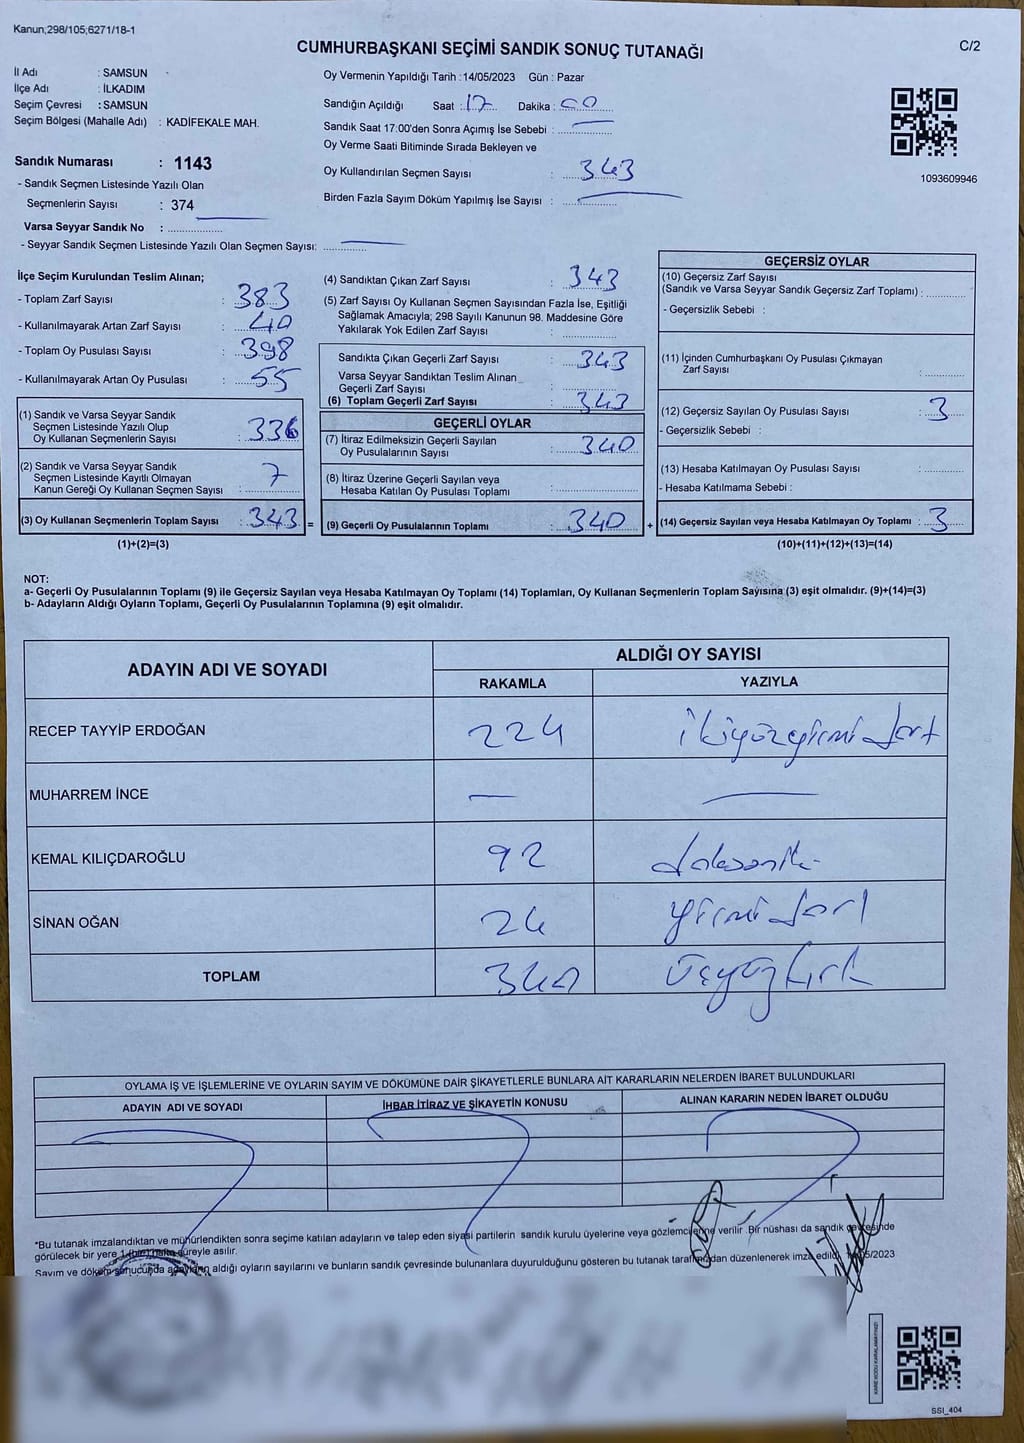 Kanun;298/105;6271/18-1
CUMHURBAŞKANI SEÇİMİ SANDIK SONUÇ TUTANAĞI
C/2
İl Adı : SAMSUN
İlçe Adı : İLKADIM
Seçim Çevresi : SAMSUN
Seçim Bölgesi (Mahalle Adı) : KADİFEKALE MAH.
Sandık Numarası : 1143
- Sandık Seçmen Listesinde Yazılı Olan
Seçmenlerin Sayısı : 374
Varsa Seyyar Sandık No :
- Seyyar Sandık Seçmen Listesinde Yazılı Olan Seçmen Sayısı:
Oy Vermenin Yapıldığı Tarih :14/05/2023 Gün : Pazar
Sandığın Açıldığı Saat : 17 Dakika : 00
Sandık Saat 17:00'den Sonra Açımış İse Sebebi :
Oy Verme Saati Bitiminde Sırada Bekleyen ve
Oy Kullandırılan Seçmen Sayısı : 343
Birden Fazla Sayım Döküm Yapılmış İse Sayısı :
1093609946
İlçe Seçim Kurulundan Teslim Alınan;
- Toplam Zarf Sayısı : 383
- Kullanılmayarak Artan Zarf Sayısı : 40
- Toplam Oy Pusulası Sayısı : 398
- Kullanılmayarak Artan Oy Pusulası : 55
(1) Sandık ve Varsa Seyyar Sandık
Seçmen Listesinde Yazılı Olup
Oy Kullanan Seçmenlerin Sayısı : 336
(2) Sandık ve Varsa Seyyar Sandık
Seçmen Listesinde Kayıtlı Olmayan
Kanun Gereği Oy Kullanan Seçmen Sayısı : 7
(3) Oy Kullanan Seçmenlerin Toplam Sayısı : 343 =
(1)+(2)=(3)
(4) Sandıktan Çıkan Zarf Sayısı : 343
(5) Zarf Sayısı Oy Kullanan Seçmen Sayısından Fazla İse, Eşitliği
Sağlamak Amacıyla; 298 Sayılı Kanunun 98. Maddesine Göre
Yakılarak Yok Edilen Zarf Sayısı :
Sandıkta Çıkan Geçerli Zarf Sayısı : 343
Varsa Seyyar Sandıktan Teslim Alınan
Geçerli Zarf Sayısı :
(6) Toplam Geçerli Zarf Sayısı : 343
GEÇERLİ OYLAR
(7) İtiraz Edilmeksizin Geçerli Sayılan
Oy Pusulalarının Sayısı : 340
(8) İtiraz Üzerine Geçerli Sayılan veya
Hesaba Katılan Oy Pusulası Toplamı :
(9) Geçerli Oy Pusulalarının Toplamı : 340 +
GEÇERSİZ OYLAR
(10) Geçersiz Zarf Sayısı
(Sandık ve Varsa Seyyar Sandık Geçersiz Zarf Toplamı) :
- Geçersizlik Sebebi :
(11) İçinden Cumhurbaşkanı Oy Pusulası Çıkmayan
Zarf Sayısı :
(12) Geçersiz Sayılan Oy Pusulası Sayısı : 3
- Geçersizlik Sebebi :
(13) Hesaba Katılmayan Oy Pusulası Sayısı :
- Hesaba Katılmama Sebebi :
(14) Geçersiz Sayılan veya Hesaba Katılmayan Oy Toplamı : 3
(10)+(11)+(12)+(13)=(14)
NOT:
a- Geçerli Oy Pusulalarının Toplamı (9) ile Geçersiz Sayılan veya Hesaba Katılmayan Oy Toplamı (14) Toplamları, Oy Kullanan Seçmenlerin Toplam Sayısına (3) eşit olmalıdır. (9)+(14)=(3)
b- Adayların Aldığı Oyların Toplamı, Geçerli Oy Pusulalarının Toplamına (9) eşit olmalıdır.
ADAYIN ADI VE SOYADI
ALDIĞI OY SAYISI
RAKAMLA YAZIYLA
RECEP TAYYİP ERDOĞAN 224 ikiyüzyirmi dört
MUHARREM İNCE
KEMAL KILIÇDAROĞLU 92 doksan iki
SİNAN OĞAN 24 yirmi dört
TOPLAM 340 üçyüz kırk
OYLAMA İŞ VE İŞLEMLERİNE VE OYLARIN SAYIM VE DÖKÜMÜNE DAİR ŞİKAYETLERLE BUNLARA AİT KARARLARIN NELERDEN İBARET BULUNDUKLARI
ADAYIN ADI VE SOYADI İHBAR İTİRAZ VE ŞİKAYETİN KONUSU ALINAN KARARIN NEDEN İBARET OLDUĞU
*Bu tutanak imzalandıktan ve mühürlendikten sonra seçime katılan adayların ve talep eden siyasi partilerin sandık kurulu üyelerine veya gözlemcilerine verilir. Bir nüshası da sandık çevresinde
görülecek bir yere 1 (bir) hafta süreyle asılır.
Sayım ve döküm sonucunda adayların aldığı oyların sayılarını ve bunların sandık çevresinde bulunanlara duyurulduğunu gösteren bu tutanak tarafımızdan düzenlenerek imza edildi. 14/05/2023
KARE KODU KARALAMAYINIZ!
SSI_404